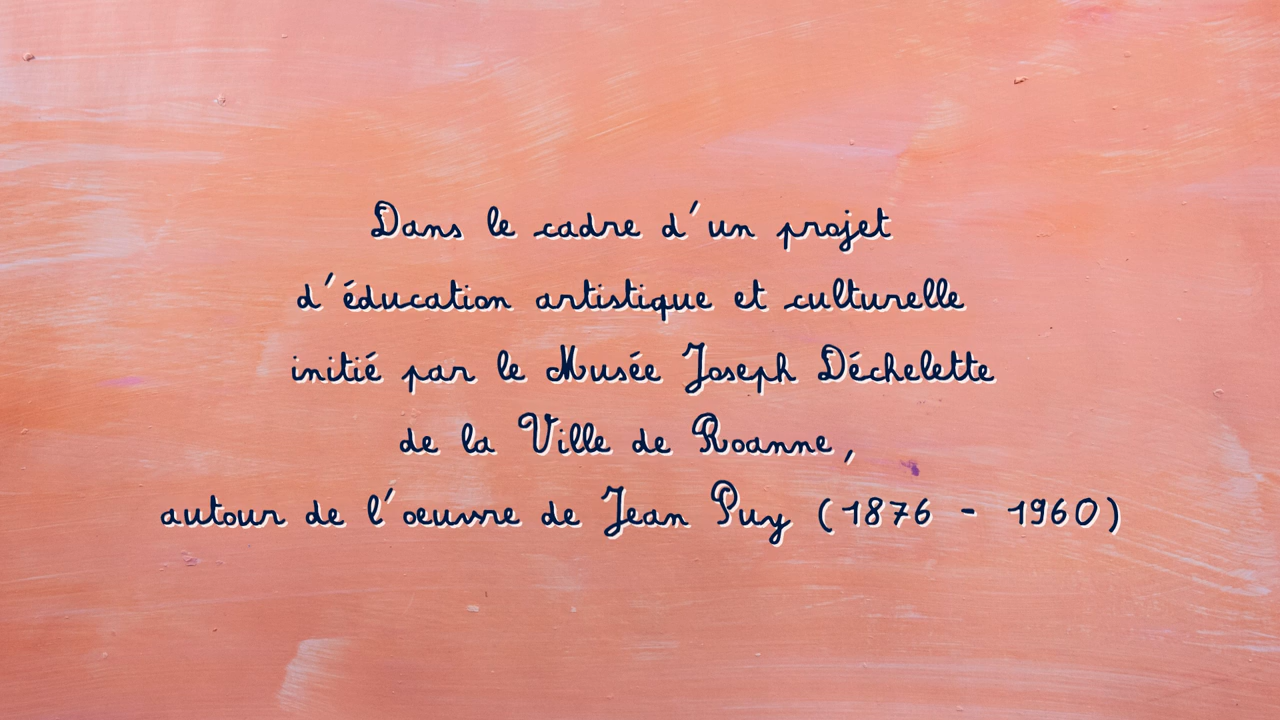 Dans le cadre d'un projet
d'éducation artistique et culturelle
initié par le Musée Joseph Déchelette
de la Ville de Roanne,
autour de l'oeuvre de Jean Puy (1876 - 1960)